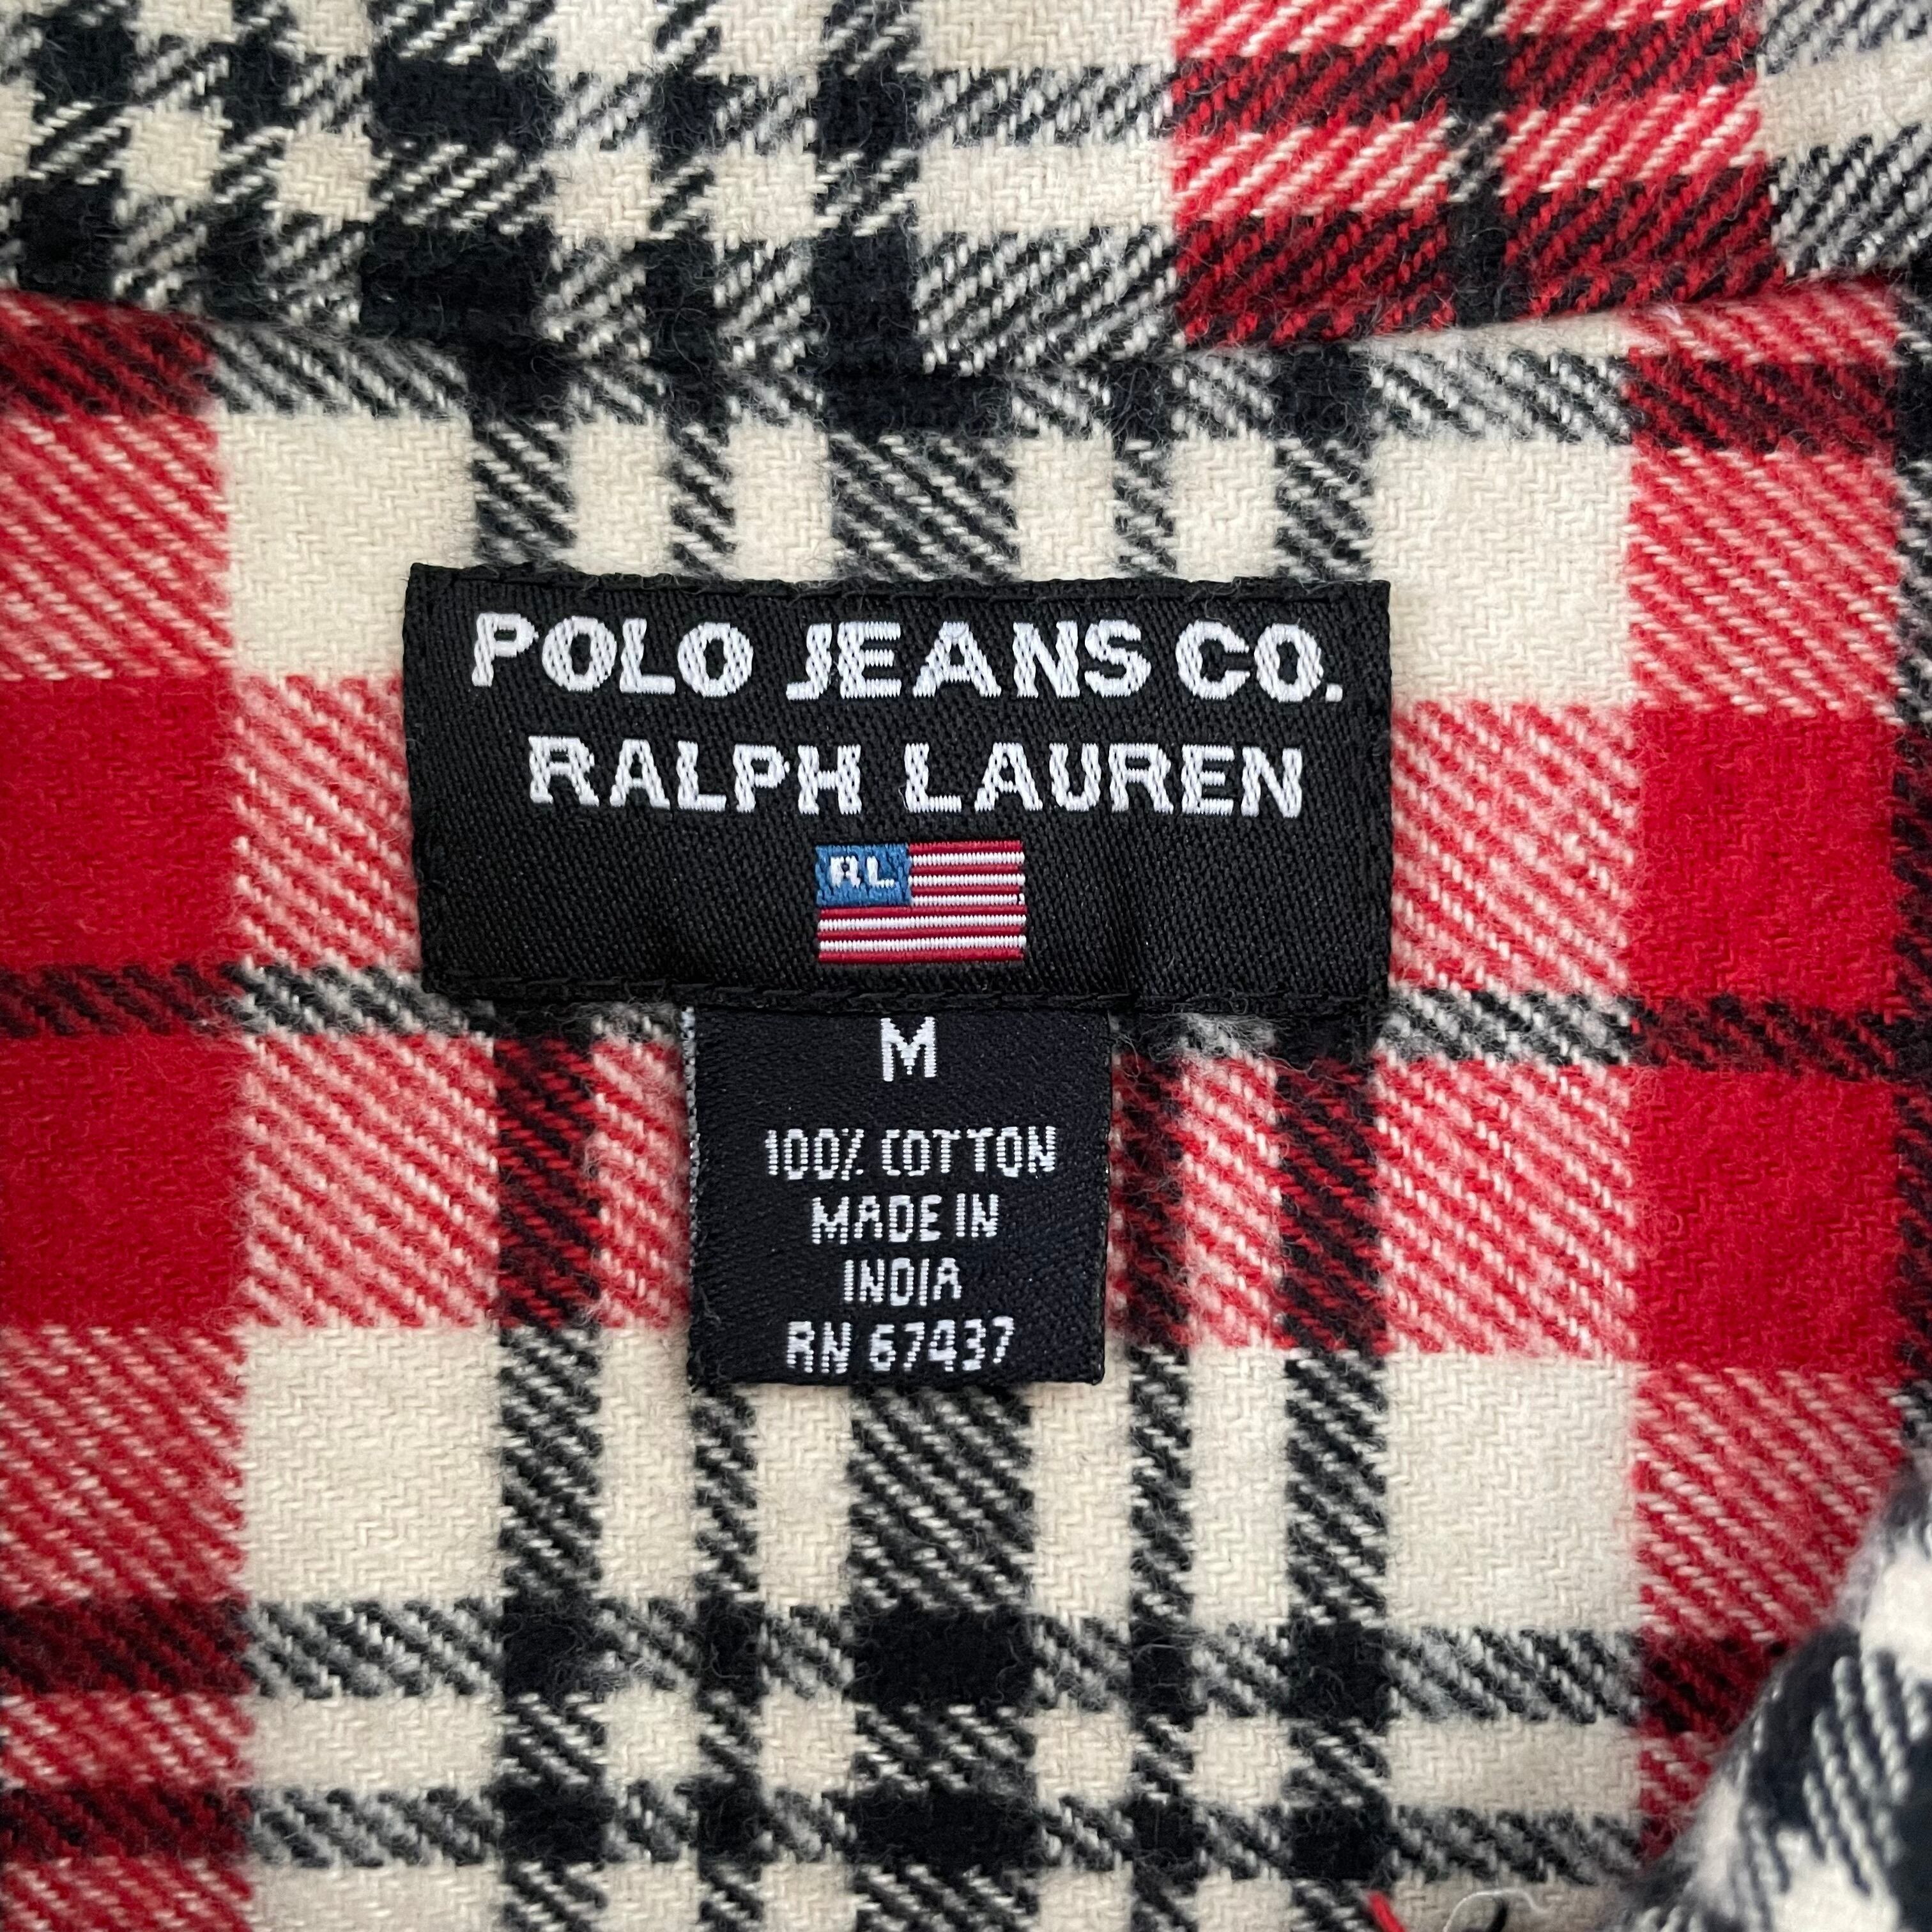 POLO JEANS CO.
RALPH LAUREN
RL
M
100% COTTON
MADE IN
INDIA
RN 67437